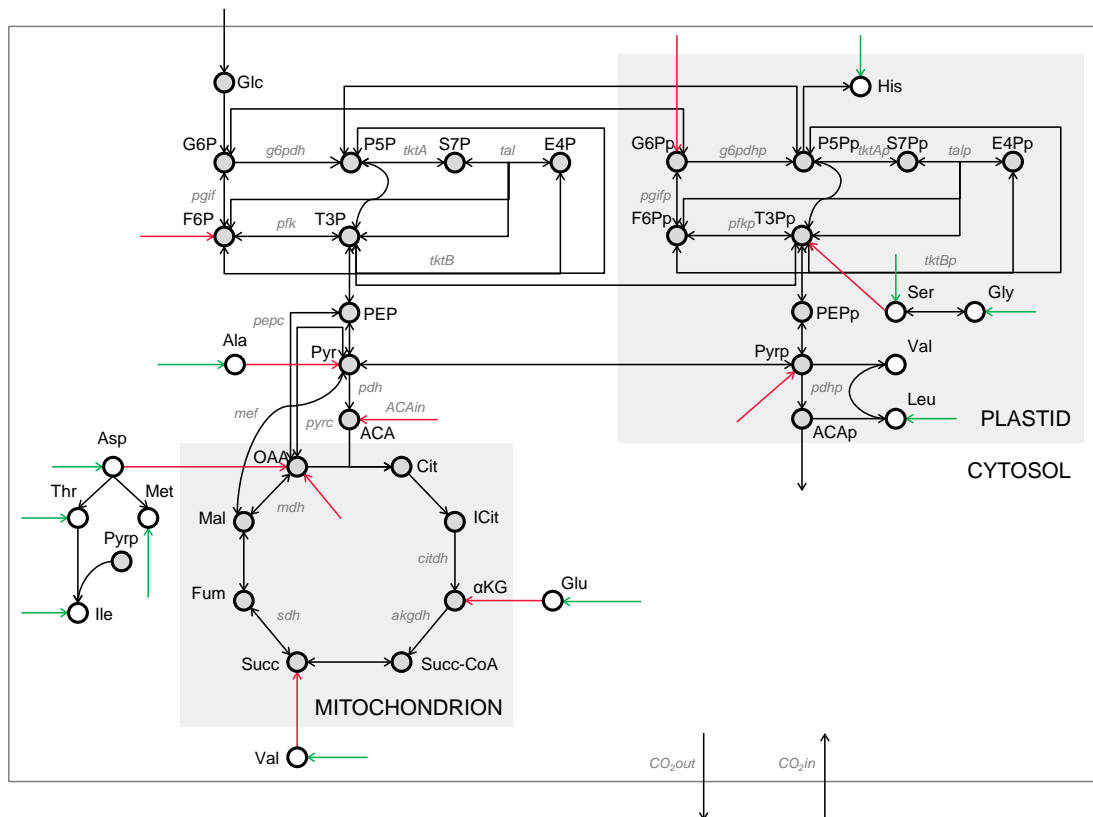 Glc
His
G6P
g6pdh
P5P
tktA
S7P
tal
E4P
G6Pp
g6pdhp
P5Pp
tktAp
S7Pp
talp
E4Pp
pgif
F6P
pfk
T3P
tktB
pgifp
F6Pp
pfkp
T3Pp
tktBp
Ser
Gly
pepc
PEP
PEPp
Ala
Pyr
Pyrp
Val
mef
pdh
pdhp
pyrc
ACAin
Leu
ACA
ACAp
PLASTID
CYTOSOL
Asp
OAA
Cit
Thr
Met
mdh
Mal
ICit
Pyrp
citdh
Fum
αKG
Glu
Ile
sdh
akgdh
Succ
Succ-CoA
MITOCHONDRION
Val
CO₂out
CO₂in